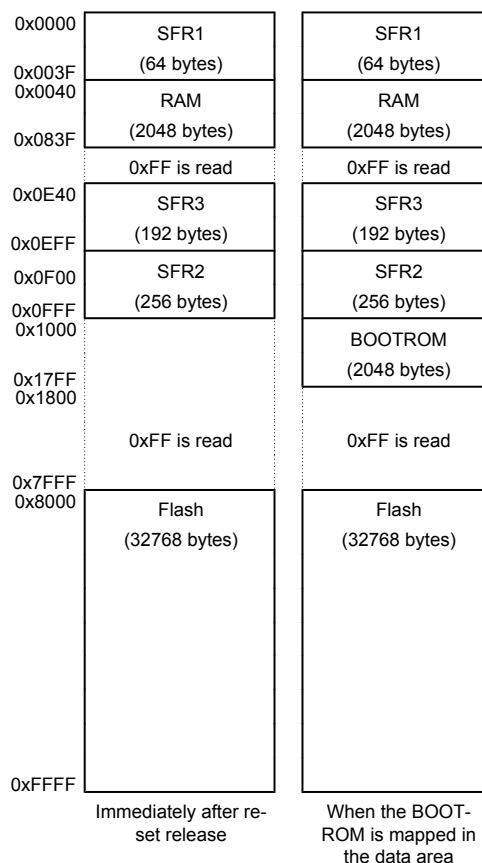 0x0000
SFR1
(64 bytes)
SFR1
(64 bytes)
0x003F
0x0040
RAM
(2048 bytes)
RAM
(2048 bytes)
0x083F
0xFF is read
0xFF is read
0x0E40
SFR3
(192 bytes)
SFR3
(192 bytes)
0x0EFF
0x0F00
SFR2
(256 bytes)
SFR2
(256 bytes)
0x0FFF
0x1000
BOOTROM
(2048 bytes)
0x17FF
0x1800
0xFF is read
0xFF is read
0x7FFF
0x8000
Flash
(32768 bytes)
Flash
(32768 bytes)
0xFFFF
Immediately after re-
set release
When the BOOT-
ROM is mapped in
the data area